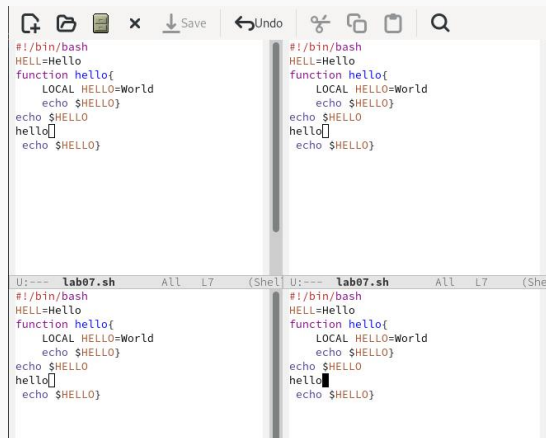 Save Undo
#!/bin/bash
HELL=Hello
function hello{
    LOCAL HELLO=World
    echo $HELLO}
echo $HELLO
hello
 echo $HELLO}
#!/bin/bash
HELL=Hello
function hello{
    LOCAL HELLO=World
    echo $HELLO}
echo $HELLO
hello
 echo $HELLO}
U:--- lab07.sh All L7 (Shel
U:--- lab07.sh All L7 (She
#!/bin/bash
HELL=Hello
function hello{
    LOCAL HELLO=World
    echo $HELLO}
echo $HELLO
hello
 echo $HELLO}
#!/bin/bash
HELL=Hello
function hello{
    LOCAL HELLO=World
    echo $HELLO}
echo $HELLO
hello
 echo $HELLO}